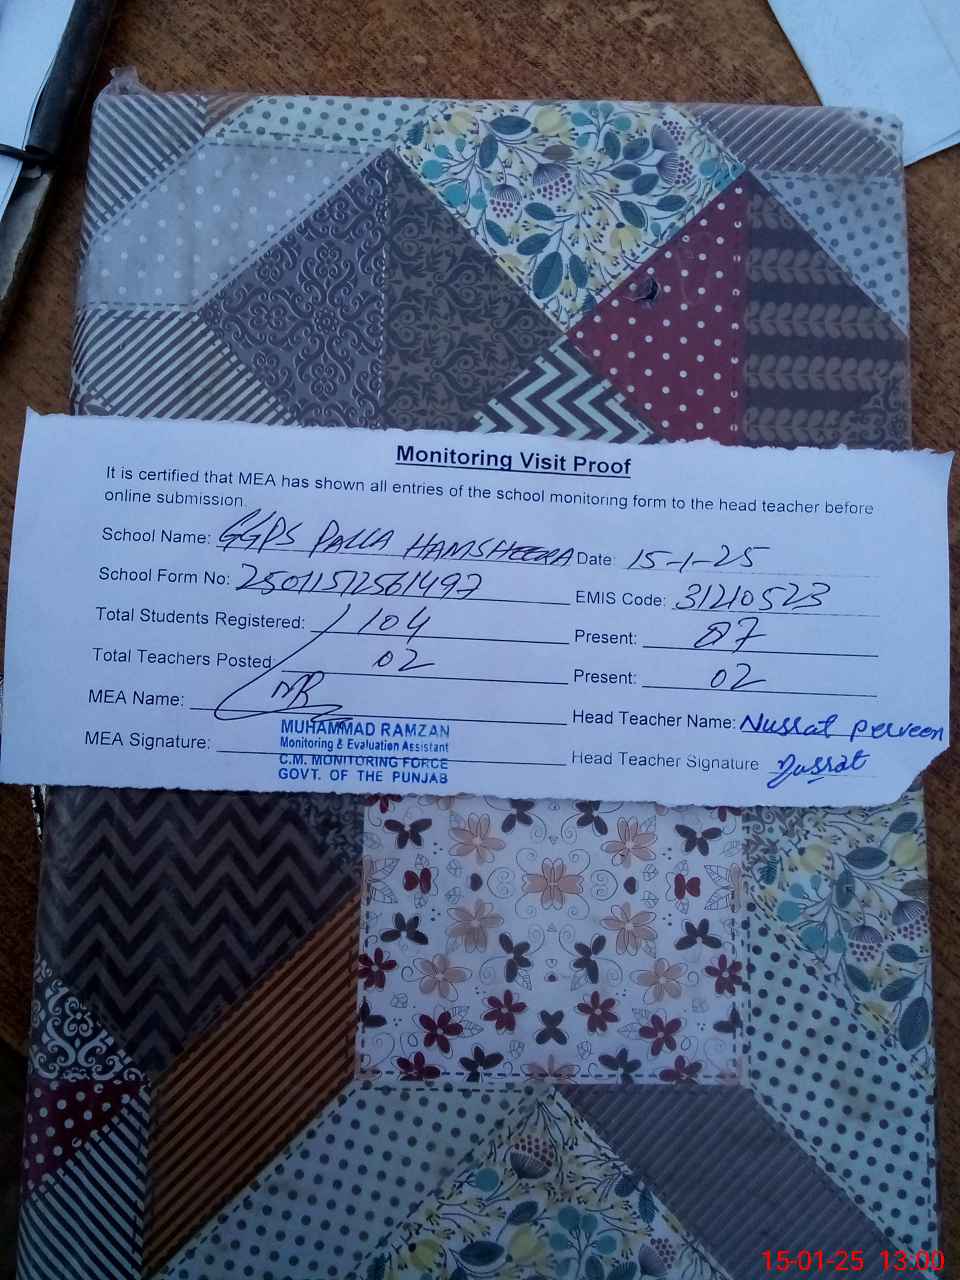 Monitoring Visit Proof
It is certified that MEA has shown all entries of the school monitoring form to the head teacher before
online submission.
School Name: GGPS PALLA HAMSHEERA Date: 15-1-25
School Form No: 2501151256149 EMIS Code: 31210523
Total Students Registered: 104 Present: 87
Total Teachers Posted 02 Present: 02
MEA Name: MR Head Teacher Name: Nussat Perveen
MUHAMMAD RAMZAN
Monitoring & Evaluation Assistant
MEA Signature: Head Teacher Signature Nussat
C.M. MONITORING FORCE
GOVT. OF THE PUNJAB
15-01-25 13:00